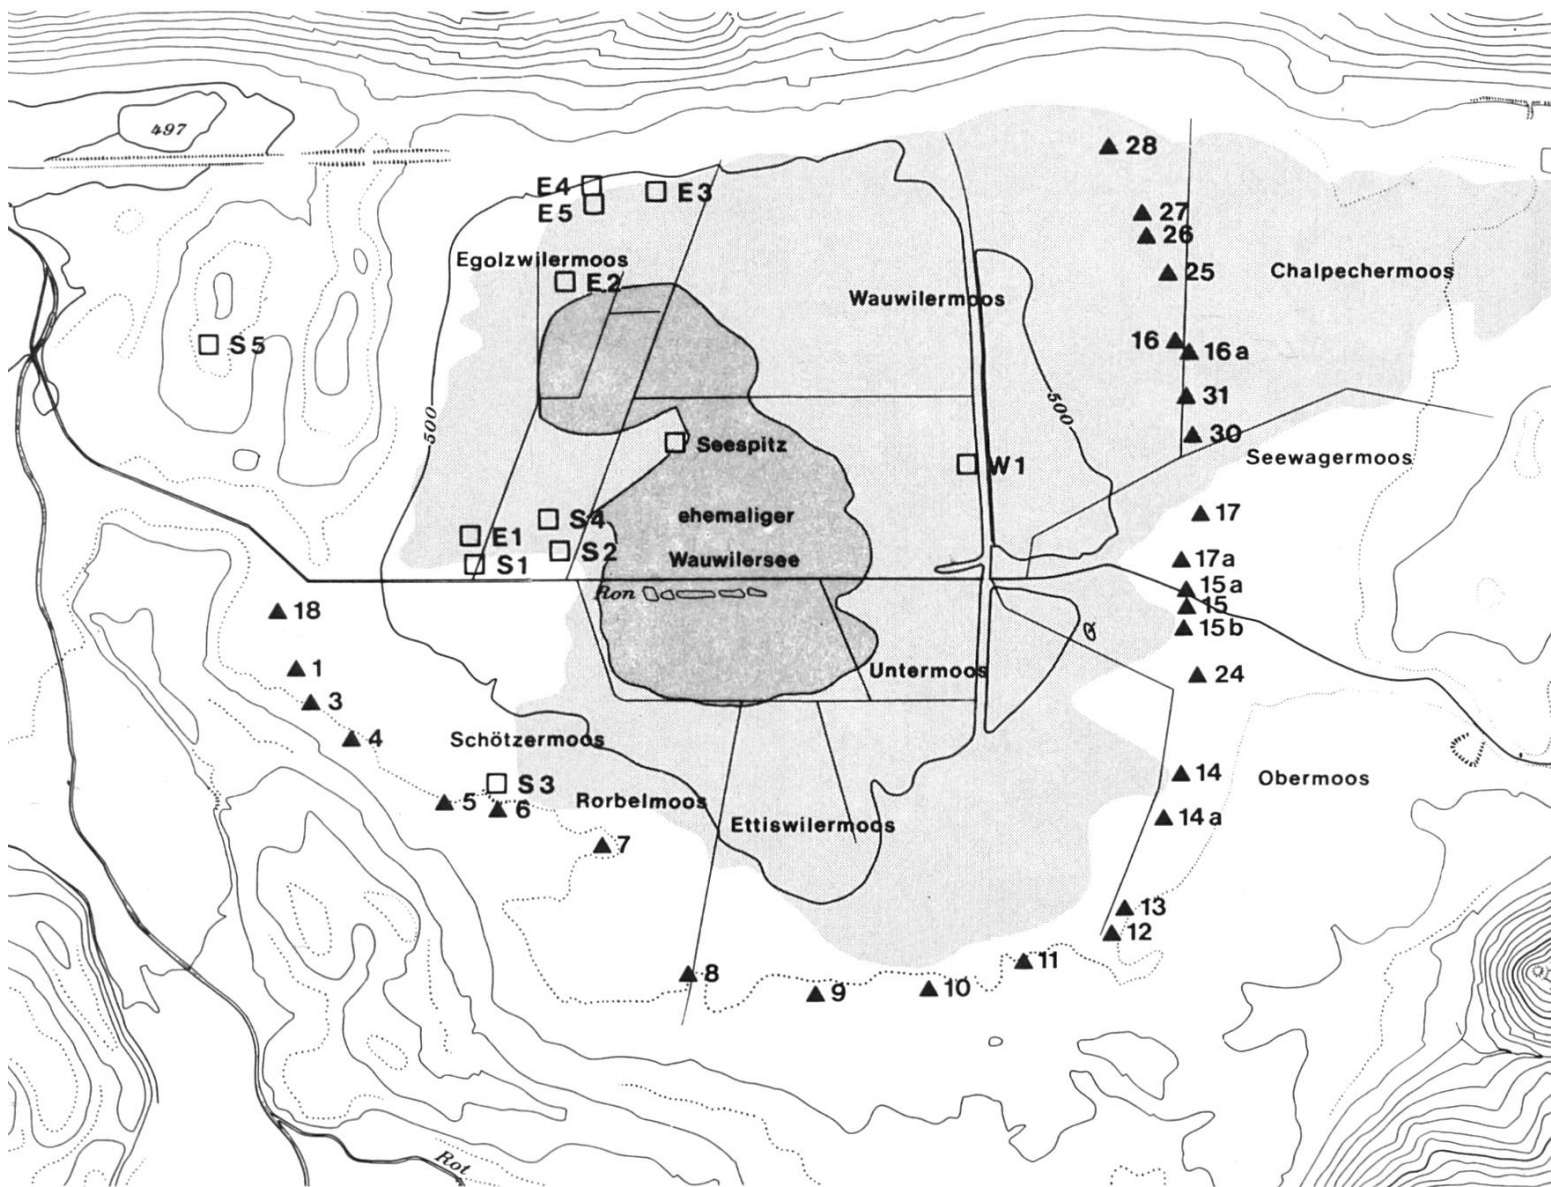 497
28
E4
E3
E5
27
26
Egolzwilermoos
E2
25
Chalpechermoos
Wauwilermoos
S5
16
16a
31
500
500
30
Seespitz
Seewagermoos
W1
17
ehemaliger
S4
E1
S2
Wauwilersee
17a
S1
15a
Ron
15
18
15b
1
Untermoos
24
3
4
Schötzermoos
14
Obermoos
S3
5
6
Rorbelmoos
14a
Ettiswilermoos
7
13
12
11
8
9
10
Rot